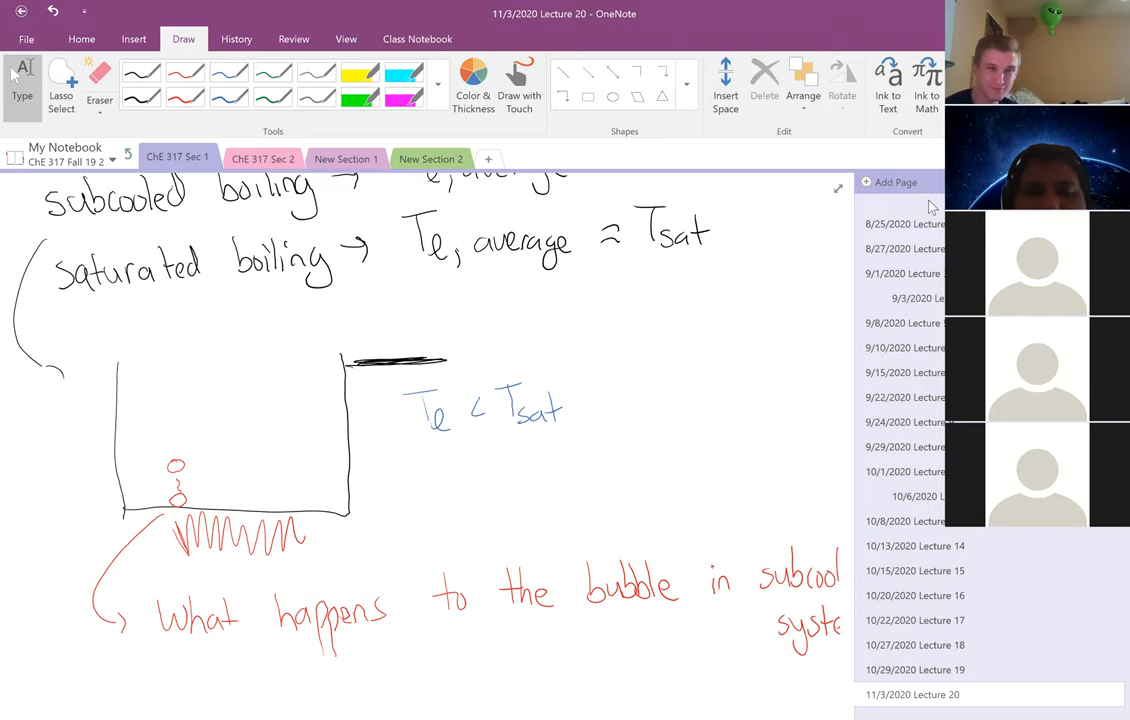 11/3/2020 Lecture 20 - OneNote
File Home Insert Draw History Review View Class Notebook
Type
Lasso Select
Eraser
Color & Thickness
Draw with Touch
Insert Space
Delete
Arrange
Rotate
Ink to Text
Ink to Math
Tools Shapes Edit Convert
My Notebook
ChE 317 Fall 19 2
ChE 317 Sec 1 ChE 317 Sec 2 New Section 1 New Section 2 +
Add Page
subcooled boiling → Tl, average
saturated boiling → Tl, average ≈ Tsat
Tl < Tsat
What happens to the bubble in subcool
syste
8/25/2020 Lecture
8/27/2020 Lecture
9/1/2020 Lecture
9/3/2020 Le
9/8/2020 Lecture
9/10/2020 Lecture
9/15/2020 Lecture
9/22/2020 Lecture
9/24/2020 Lecture
9/29/2020 Lecture
10/1/2020 Lecture
10/6/2020 L
10/8/2020 Lecture
10/13/2020 Lecture 14
10/15/2020 Lecture 15
10/20/2020 Lecture 16
10/22/2020 Lecture 17
10/27/2020 Lecture 18
10/29/2020 Lecture 19
11/3/2020 Lecture 20